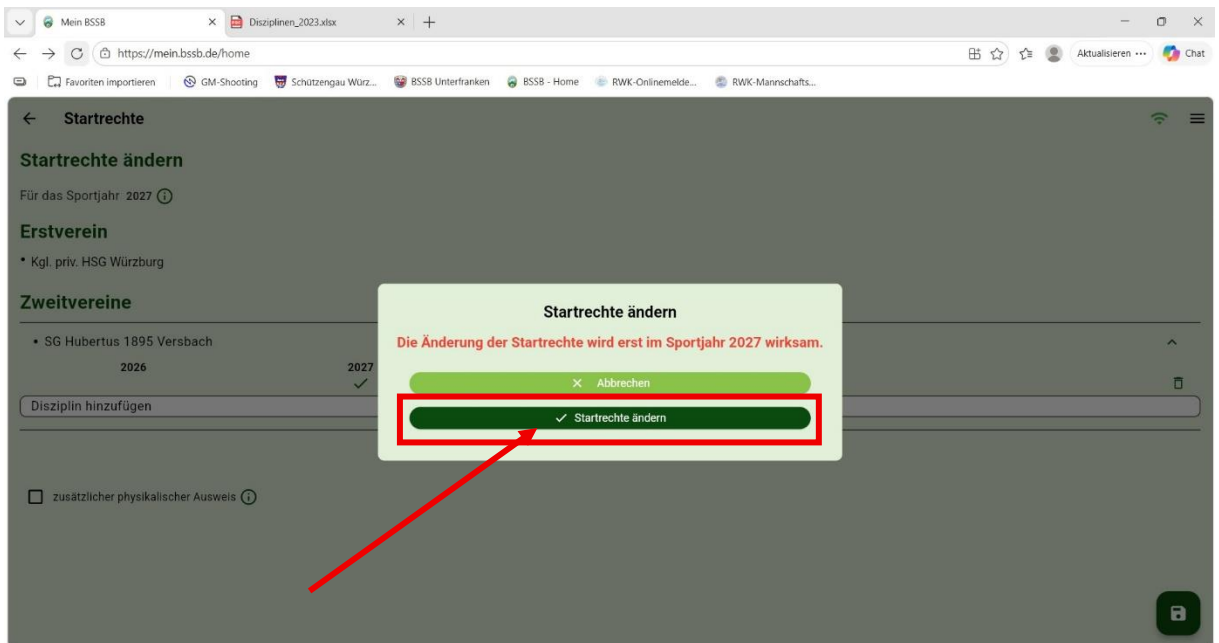 Mein BSSB
Disziplinen_2023.xlsx
https://mein.bssb.de/home
Aktualisieren
Chat
Favoriten importieren
GM-Shooting
Schützengau Würz...
BSSB Unterfranken
BSSB - Home
RWK-Onlinemelde...
RWK-Mannschafts...
Startrechte
Startrechte ändern
Für das Sportjahr 2027
Erstverein
• Kgl. priv. HSG Würzburg
Zweitvereine
• SG Hubertus 1895 Versbach
2026 2027
Disziplin hinzufügen
Startrechte ändern
Die Änderung der Startrechte wird erst im Sportjahr 2027 wirksam.
Abbrechen
Startrechte ändern
zusätzlicher physikalischer Ausweis